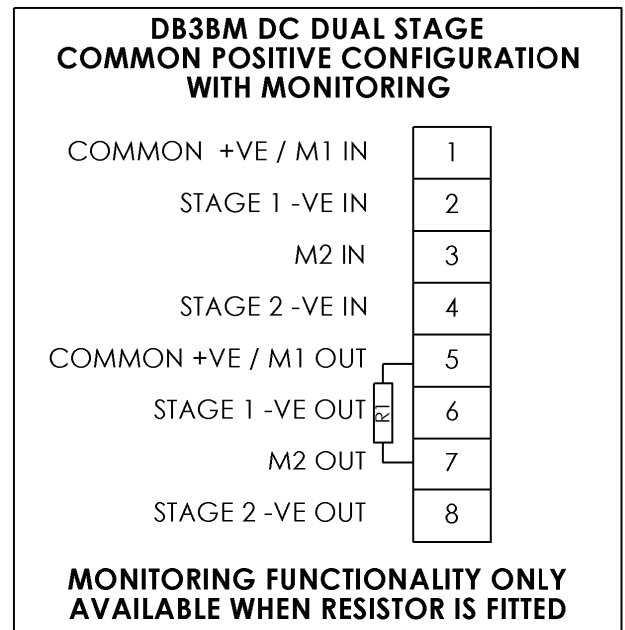 DB3BM DC DUAL STAGE
COMMON POSITIVE CONFIGURATION
WITH MONITORING
COMMON +VE / M1 IN 1
STAGE 1 -VE IN 2
M2 IN 3
STAGE 2 -VE IN 4
COMMON +VE / M1 OUT 5
STAGE 1 -VE OUT R1 6
M2 OUT 7
STAGE 2 -VE OUT 8
MONITORING FUNCTIONALITY ONLY
AVAILABLE WHEN RESISTOR IS FITTED